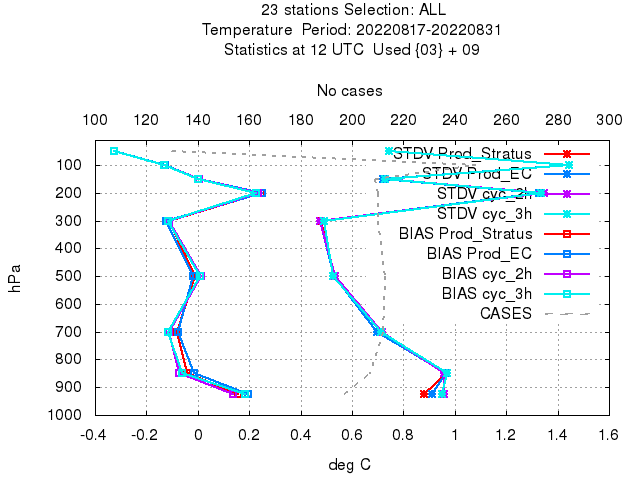 23 stations Selection: ALL
Temperature Period: 20220817-20220831
Statistics at 12 UTC Used {03} + 09
No cases
100 120 140 160 180 200 220 240 260 280 300
STDV Prod_Stratus
100
STDV Prod_EC
200
STDV cyc_2h
STDV cyc_3h
300
BIAS Prod_Stratus
400
BIAS Prod_EC
500
BIAS cyc_2h
BIAS cyc_3h
600
CASES
700
800
900
1000
hPa
-0.4 -0.2 0 0.2 0.4 0.6 0.8 1 1.2 1.4 1.6
deg C